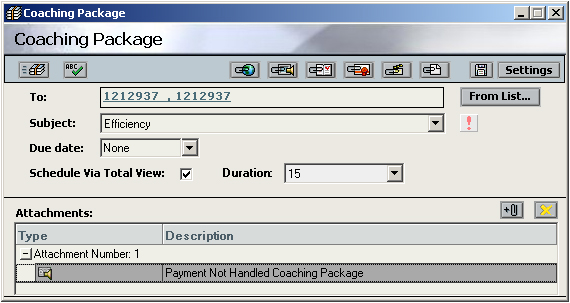 Coaching Package
Coaching Package
ABC
Settings
To: 1212937 , 1212937 From List...
Subject: Efficiency
Due date: None
Schedule Via Total View: Duration: 15
Attachments:
Type Description
Attachment Number: 1
Payment Not Handled Coaching Package